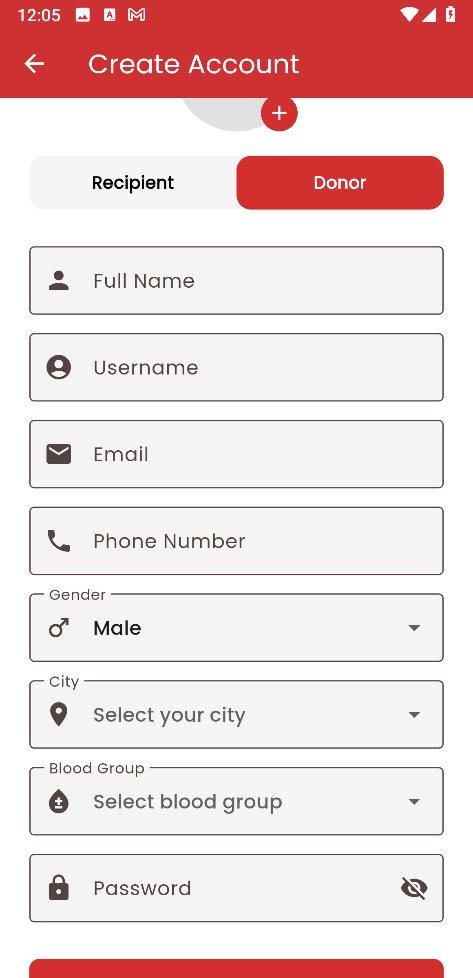 12:05
Create Account
Recipient
Donor
Full Name
Username
Email
Phone Number
Gender
Male
City
Select your city
Blood Group
Select blood group
Password